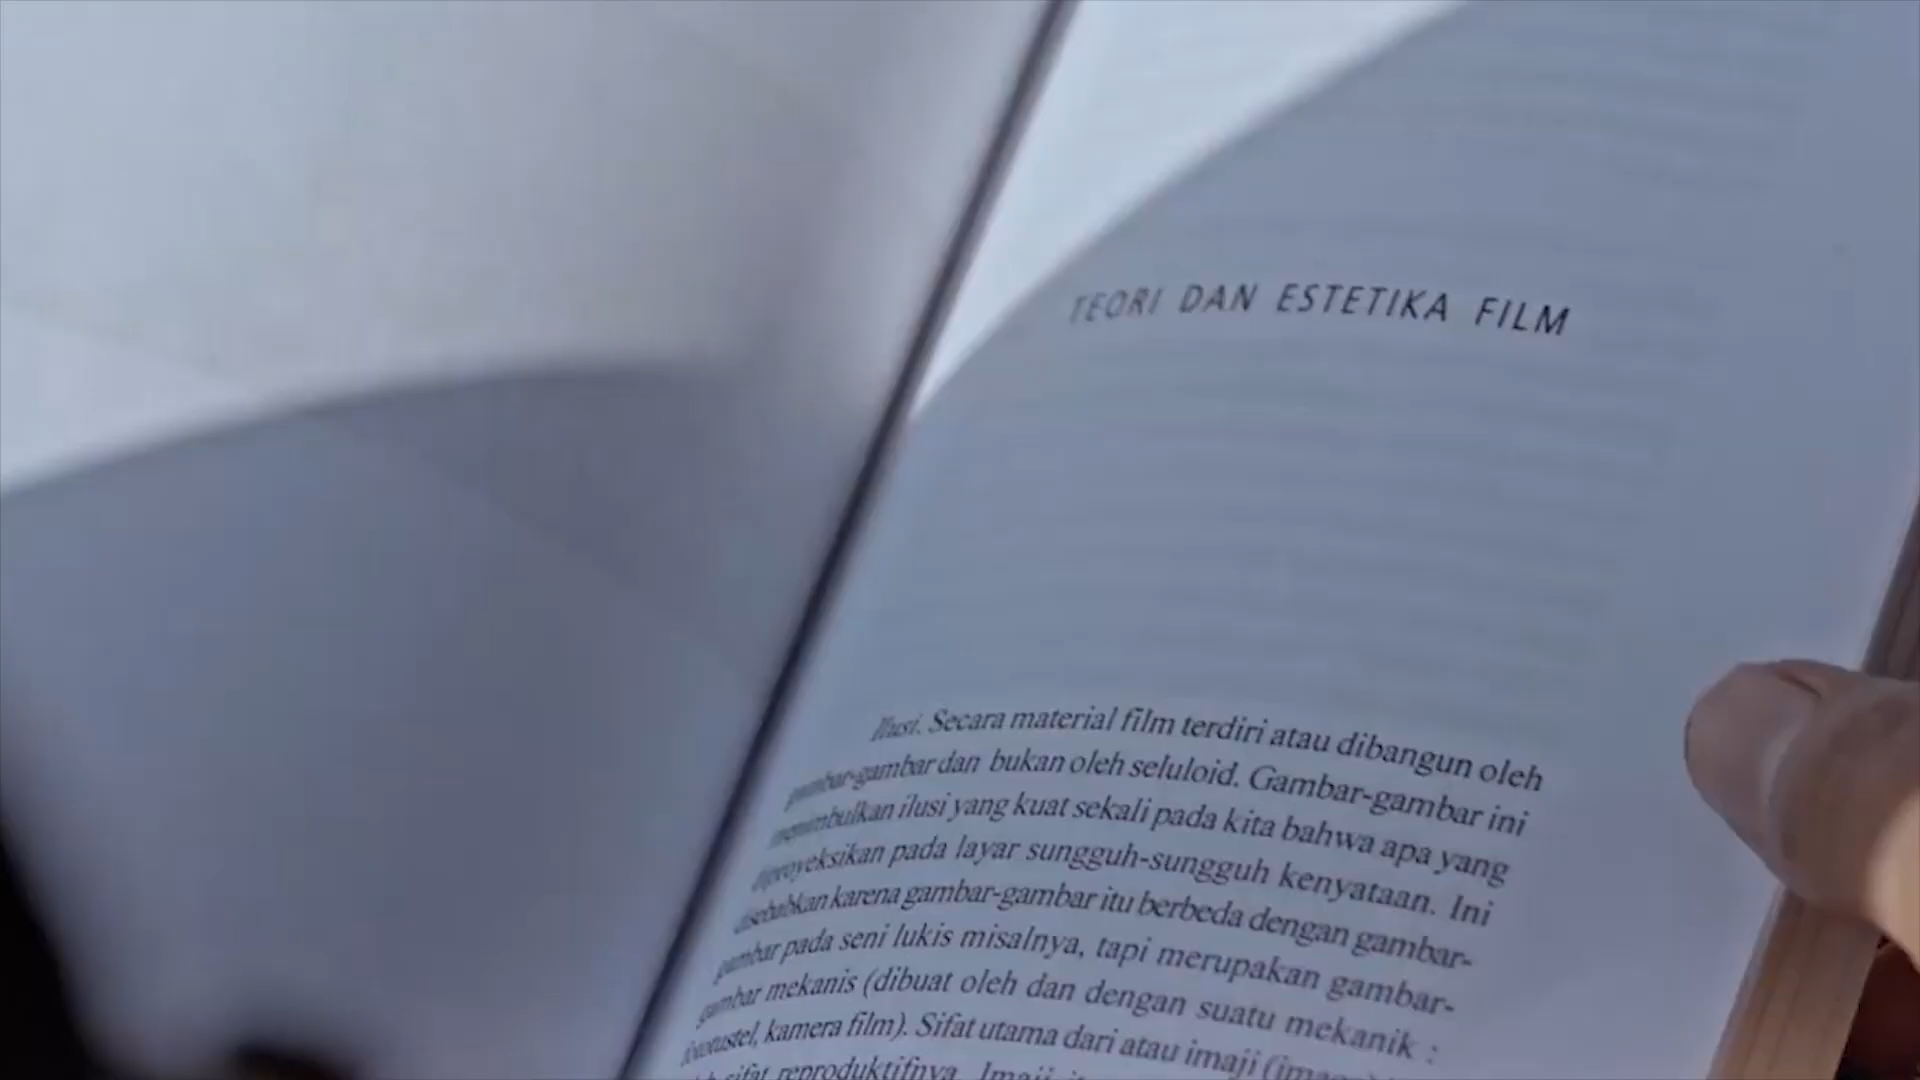 TEORI DAN ESTETIKA FILM
Ilusi. Secara material film terdiri atau dibangun oleh
gambar-gambar dan bukan oleh seluloid. Gambar-gambar ini
menimbulkan ilusi yang kuat sekali pada kita bahwa apa yang
diproyeksikan pada layar sungguh-sungguh kenyataan. Ini
disebabkan karena gambar-gambar itu berbeda dengan gambar-
gambar pada seni lukis misalnya, tapi merupakan gambar-
gambar mekanis (dibuat oleh dan dengan suatu mekanik :
fototustel, kamera film). Sifat utama dari atau imaji
sifat reproduktifnya. Imaji